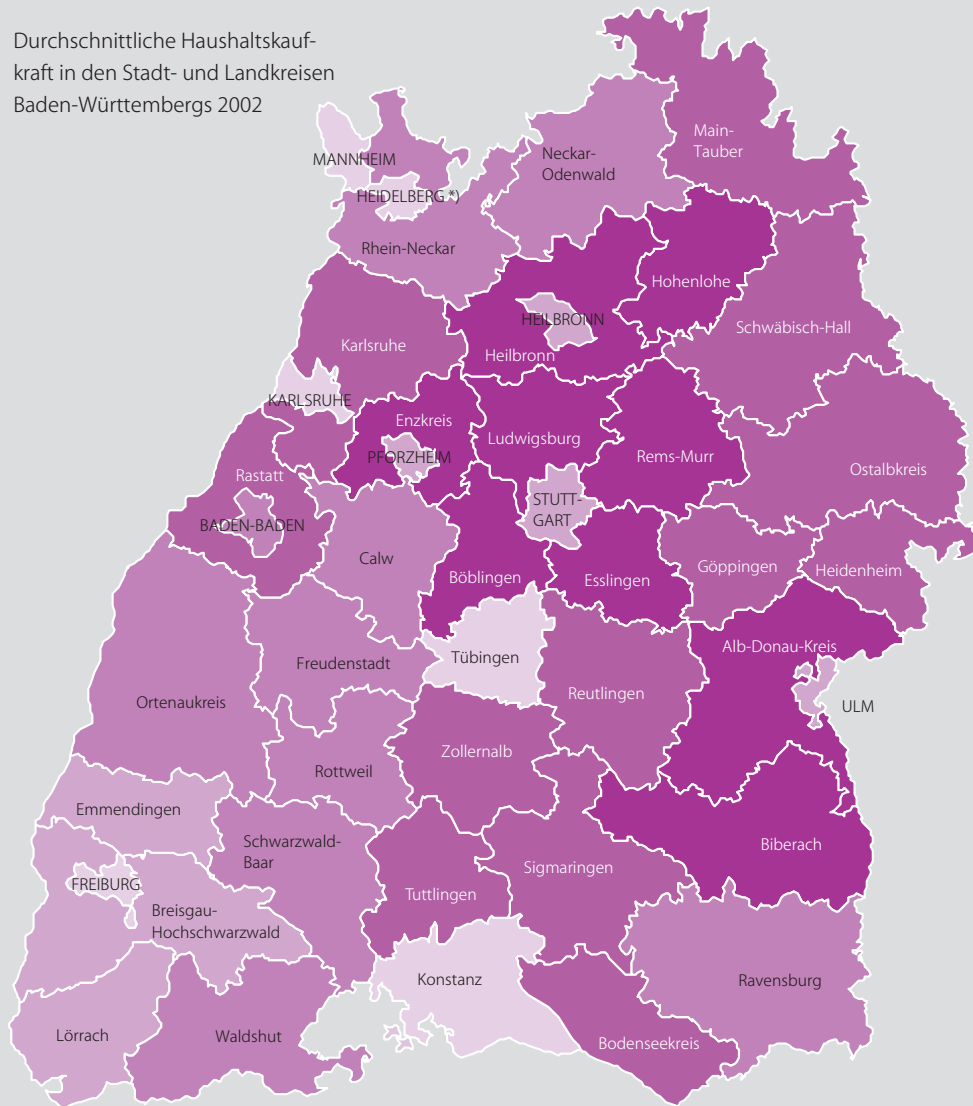 Durchschnittliche Haushaltskauf-
kraft in den Stadt- und Landkreisen
Baden-Württembergs 2002
Main-
Tauber
MANNHEIM
Neckar-
Odenwald
HEIDELBERG *)
Rhein-Neckar
Hohenlohe
HEILBRONN
Schwäbisch-Hall
Karlsruhe
Heilbronn
KARLSRUHE
Enzkreis
Ludwigsburg
PFORZHEIM
Rems-Murr
Ostalbkreis
Rastatt
STUTT-
GART
BADEN-BADEN
Calw
Böblingen
Esslingen
Göppingen
Heidenheim
Alb-Donau-Kreis
Tübingen
Freudenstadt
Reutlingen
Ortenaukreis
ULM
Zollernalb
Rottweil
Emmendingen
Schwarzwald-
Baar
Biberach
Sigmaringen
FREIBURG
Tuttlingen
Breisgau-
Hochschwarzwald
Konstanz
Ravensburg
Lörrach
Waldshut
Bodenseekreis